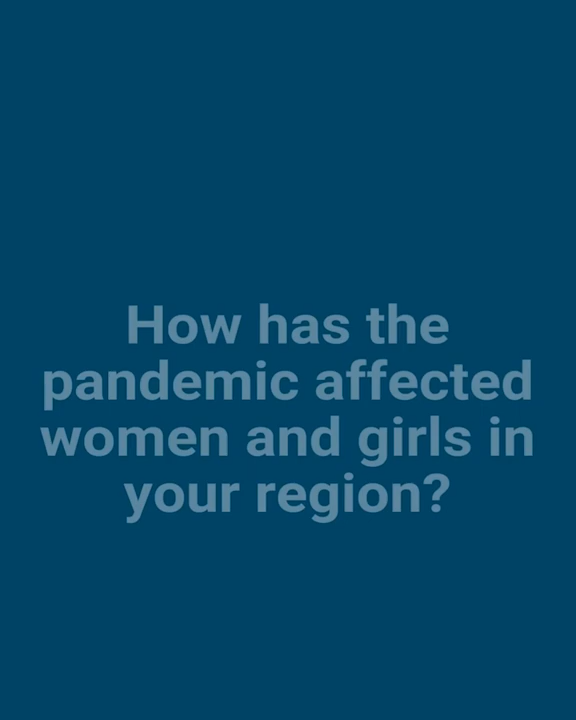 How has the
pandemic affected
women and girls in
your region?